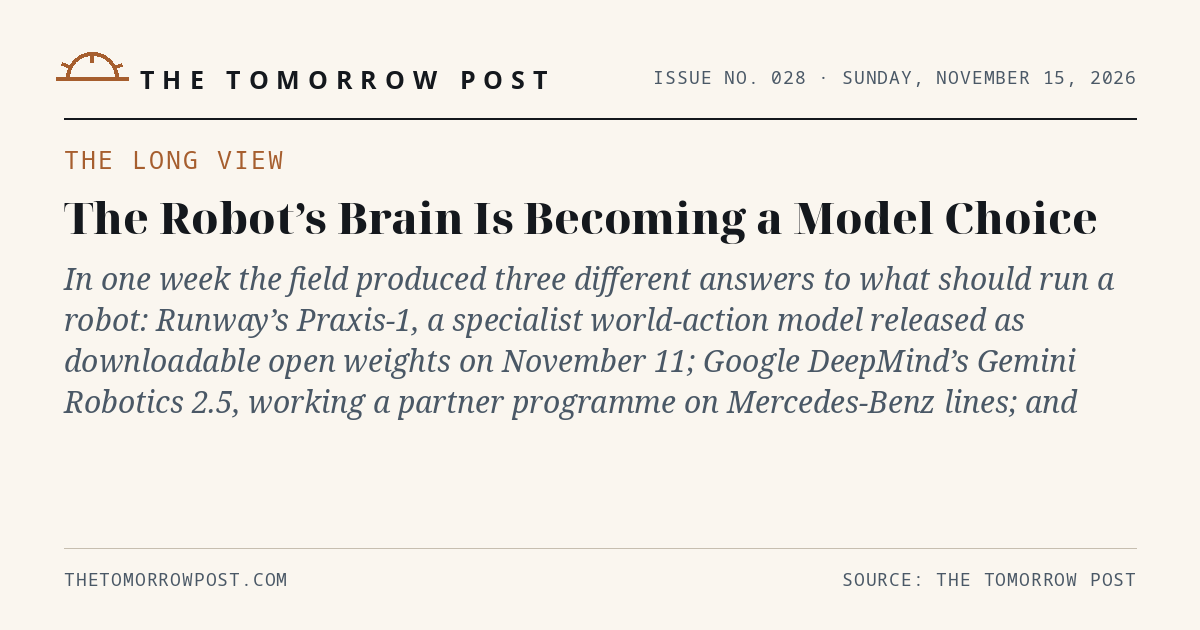 THE TOMORROW POST
ISSUE NO. 028 · SUNDAY, NOVEMBER 15, 2026
THE LONG VIEW
The Robot’s Brain Is Becoming a Model Choice
In one week the field produced three different answers to what should run a
robot: Runway’s Praxis-1, a specialist world-action model released as
downloadable open weights on November 11; Google DeepMind’s Gemini
Robotics 2.5, working a partner programme on Mercedes-Benz lines; and
THETOMORROWPOST.COM
SOURCE: THE TOMORROW POST